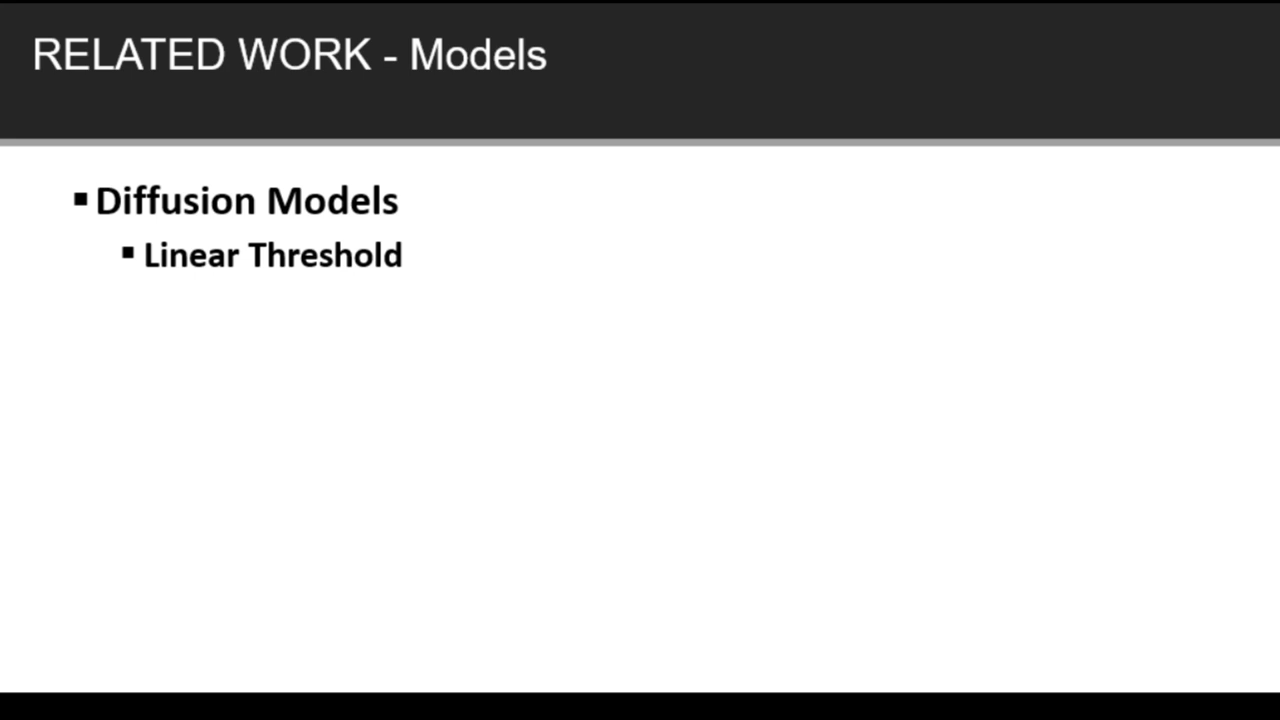 RELATED WORK - Models
▪ Diffusion Models
▪ Linear Threshold